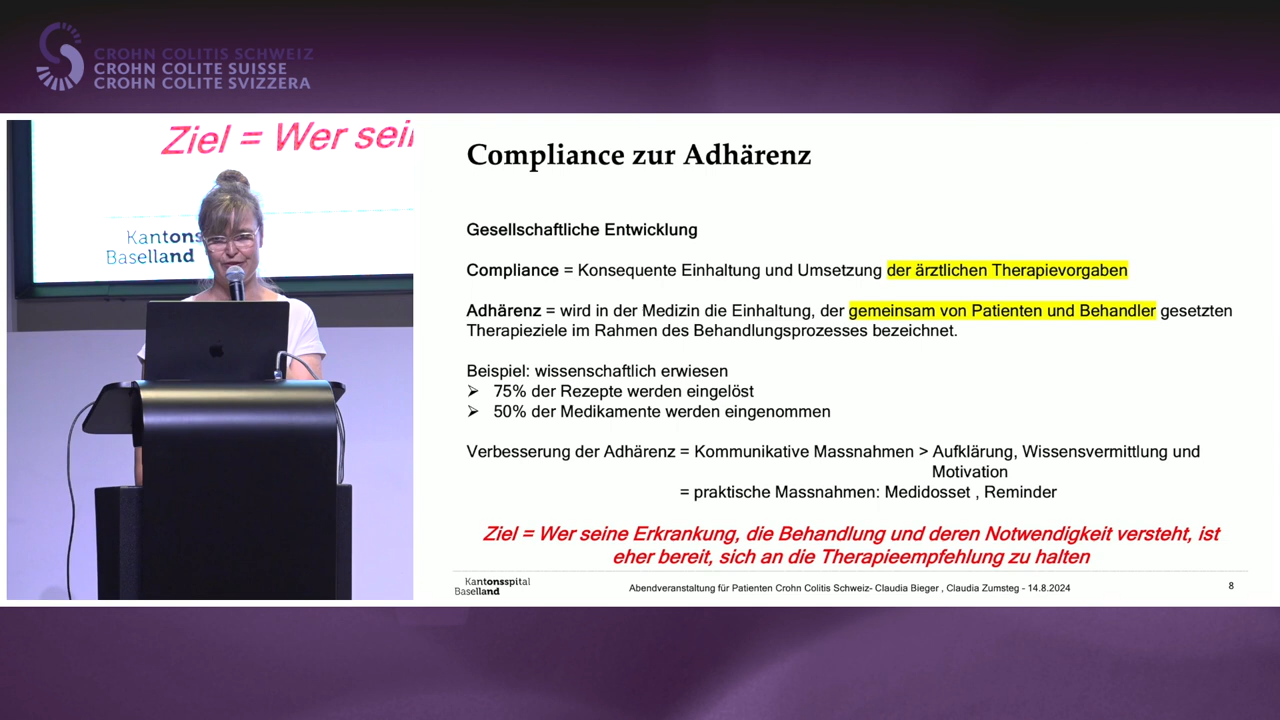 CROHN COLITIS SCHWEIZ
CROHN COLITE SUISSE
CROHN COLITE SVIZZERA
Ziel = Wer sein
Kantons
Baselland
Compliance zur Adhärenz
Gesellschaftliche Entwicklung
Compliance = Konsequente Einhaltung und Umsetzung der ärztlichen Therapievorgaben
Adhärenz = wird in der Medizin die Einhaltung, der gemeinsam von Patienten und Behandler gesetzten
Therapieziele im Rahmen des Behandlungsprozesses bezeichnet.
Beispiel: wissenschaftlich erwiesen
➢ 75% der Rezepte werden eingelöst
➢ 50% der Medikamente werden eingenommen
Verbesserung der Adhärenz = Kommunikative Massnahmen > Aufklärung, Wissensvermittlung und
Motivation
= praktische Massnahmen: Medidosset , Reminder
Ziel = Wer seine Erkrankung, die Behandlung und deren Notwendigkeit versteht, ist
eher bereit, sich an die Therapieempfehlung zu halten
Kantonsspital
Baselland
Abendveranstaltung für Patienten Crohn Colitis Schweiz- Claudia Bieger , Claudia Zumsteg - 14.8.2024
8